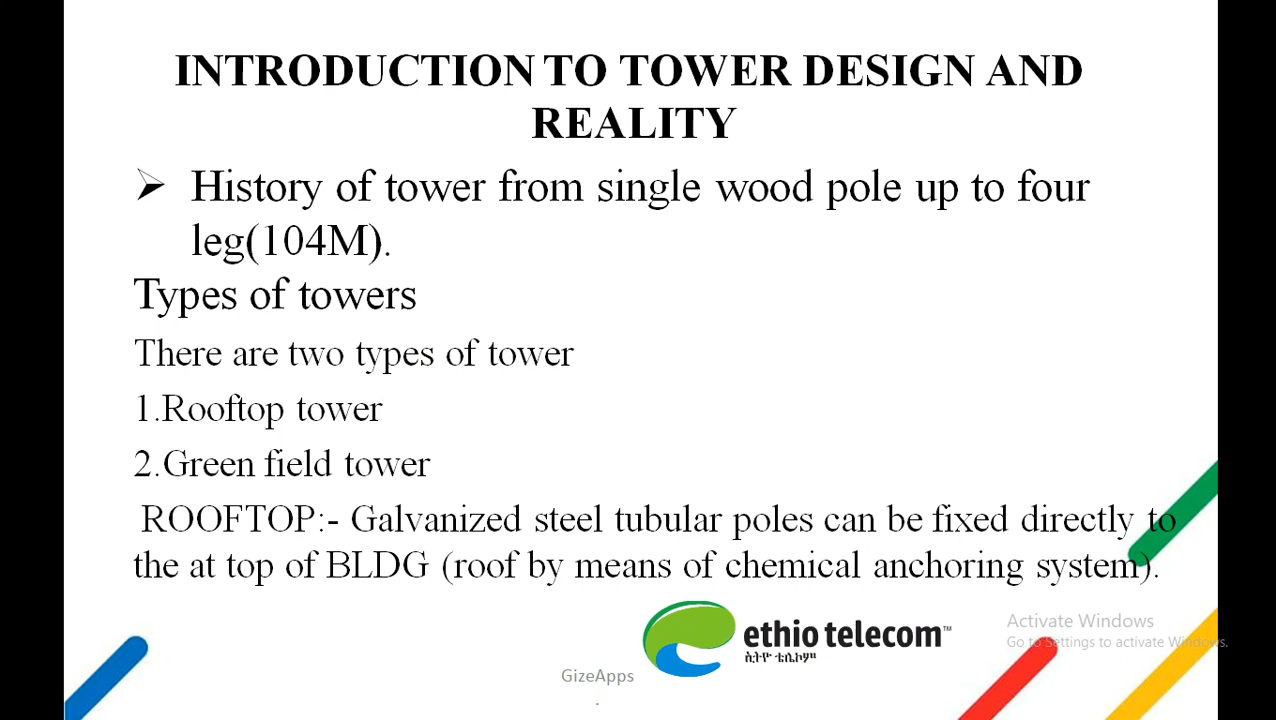 INTRODUCTION TO TOWER DESIGN AND
REALITY
➢ History of tower from single wood pole up to four
leg(104M).
Types of towers
There are two types of tower
1.Rooftop tower
2.Green field tower
ROOFTOP:- Galvanized steel tubular poles can be fixed directly to
the at top of BLDG (roof by means of chemical anchoring system).
ethio telecom™
ኢትዮ ቴሌኮም
Activate Windows
Go to Settings to activate Windows.
GizeApps
.